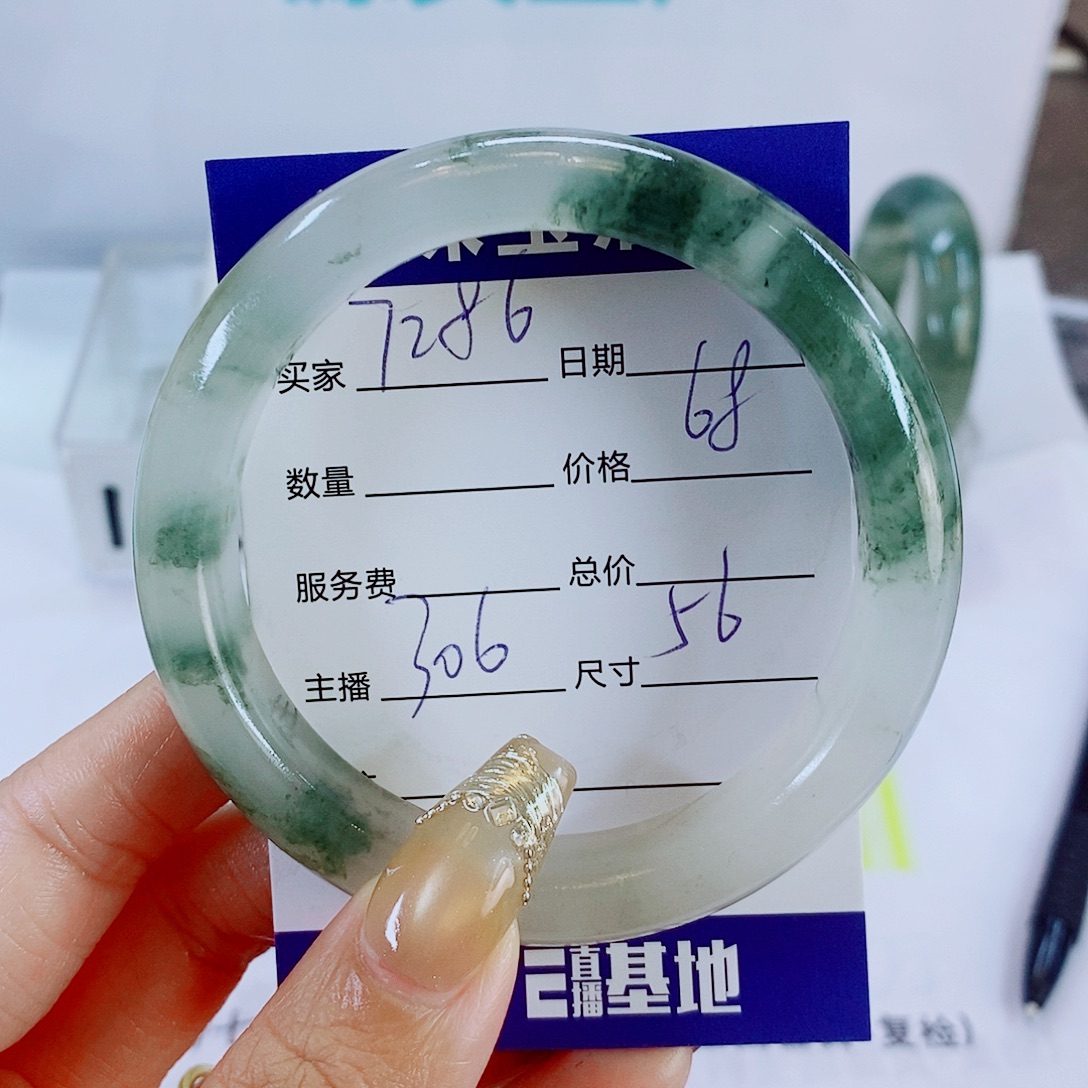 买家 7286 日期
数量 价格 68
服务费 总价
主播 306 尺寸 56
直播基地
复检)